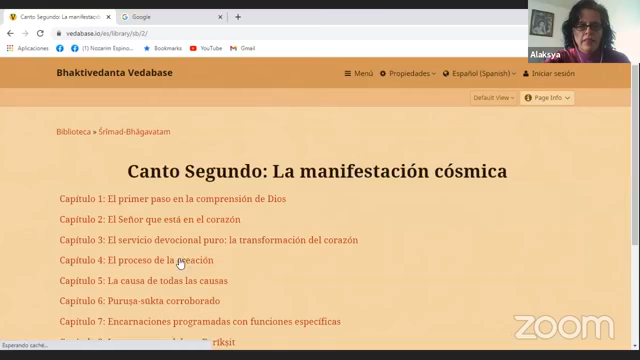 Canto Segundo: La manifestació
Google
vedabase.io/es/library/sb/2/
Aplicaciones
(1) Nozarim Espino...
Bookmarks
YouTube
Gmail
Alaksya
Bhaktivedanta Vedabase
Menú
Propiedades
Español (Spanish)
Iniciar sesión
Default View
Page Info
Biblioteca » Śrīmad-Bhāgavatam
Canto Segundo: La manifestación cósmica
Capítulo 1: El primer paso en la comprensión de Dios
Capítulo 2: El Señor que está en el corazón
Capítulo 3: El servicio devocional puro: la transformación del corazón
Capítulo 4: El proceso de la creación
Capítulo 5: La causa de todas las causas
Capítulo 6: Puruṣa-sūkta corroborado
Capítulo 7: Encarnaciones programadas con funciones específicas
Esperando caché...
zoom